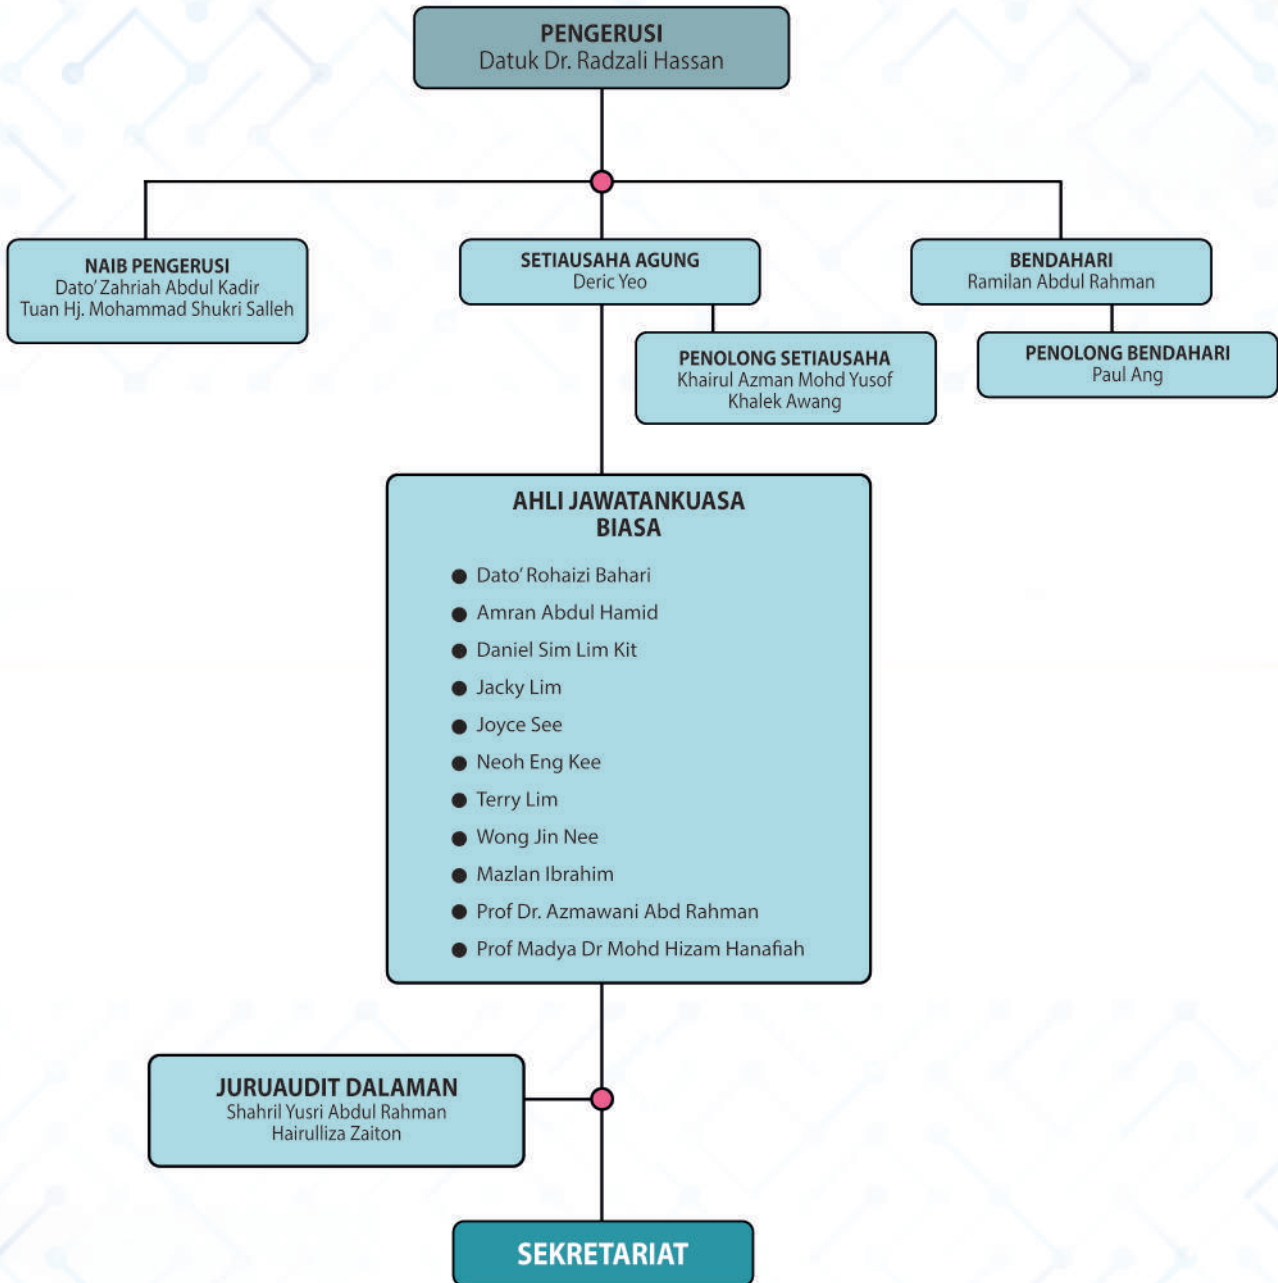 PENGERUSI
Datuk Dr. Radzali Hassan
NAIB PENGERUSI
Dato' Zahriah Abdul Kadir
Tuan Hj. Mohammad Shukri Salleh
SETIAUSAHA AGUNG
Deric Yeo
BENDAHARI
Ramilan Abdul Rahman
PENOLONG SETIAUSAHA
Khairul Azman Mohd Yusof
Khalek Awang
PENOLONG BENDAHARI
Paul Ang
AHLI JAWATANKUASA
BIASA
● Dato' Rohaizi Bahari
● Amran Abdul Hamid
● Daniel Sim Lim Kit
● Jacky Lim
● Joyce See
● Neoh Eng Kee
● Terry Lim
● Wong Jin Nee
● Mazlan Ibrahim
● Prof Dr. Azmawani Abd Rahman
● Prof Madya Dr Mohd Hizam Hanafiah
JURUAUDIT DALAMAN
Shahril Yusri Abdul Rahman
Hairulliza Zaiton
SEKRETARIAT